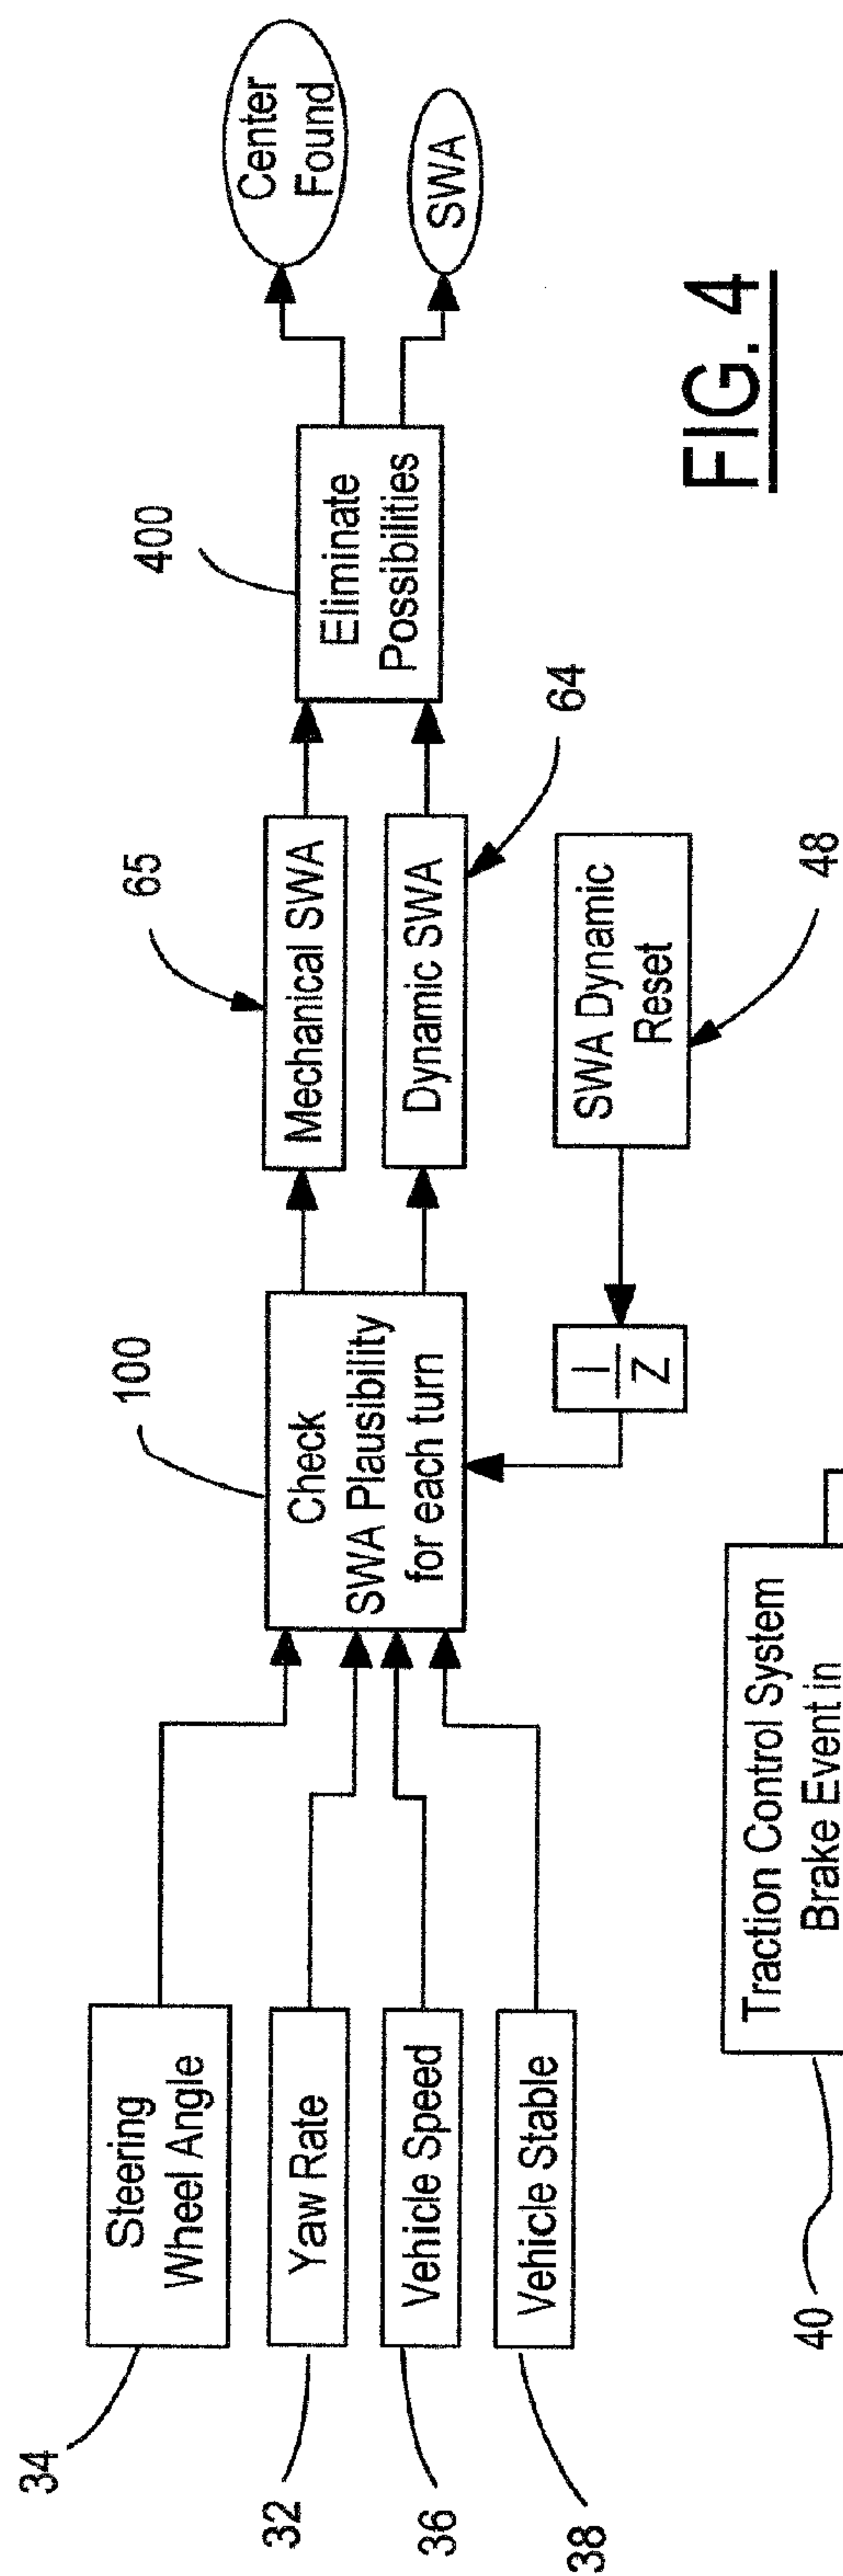 34
Steering
Wheel Angle
32
Yaw Rate
36
Vehicle Speed
38
Vehicle Stable
100
Check
SWA Plausibility
for each turn
65
Mechanical SWA
Dynamic SWA
64
400
Eliminate
Possibilities
Center
Found
SWA
1
Z
SWA Dynamic
Reset
48
FIG. 4
40
Traction Control System
Brake Event in